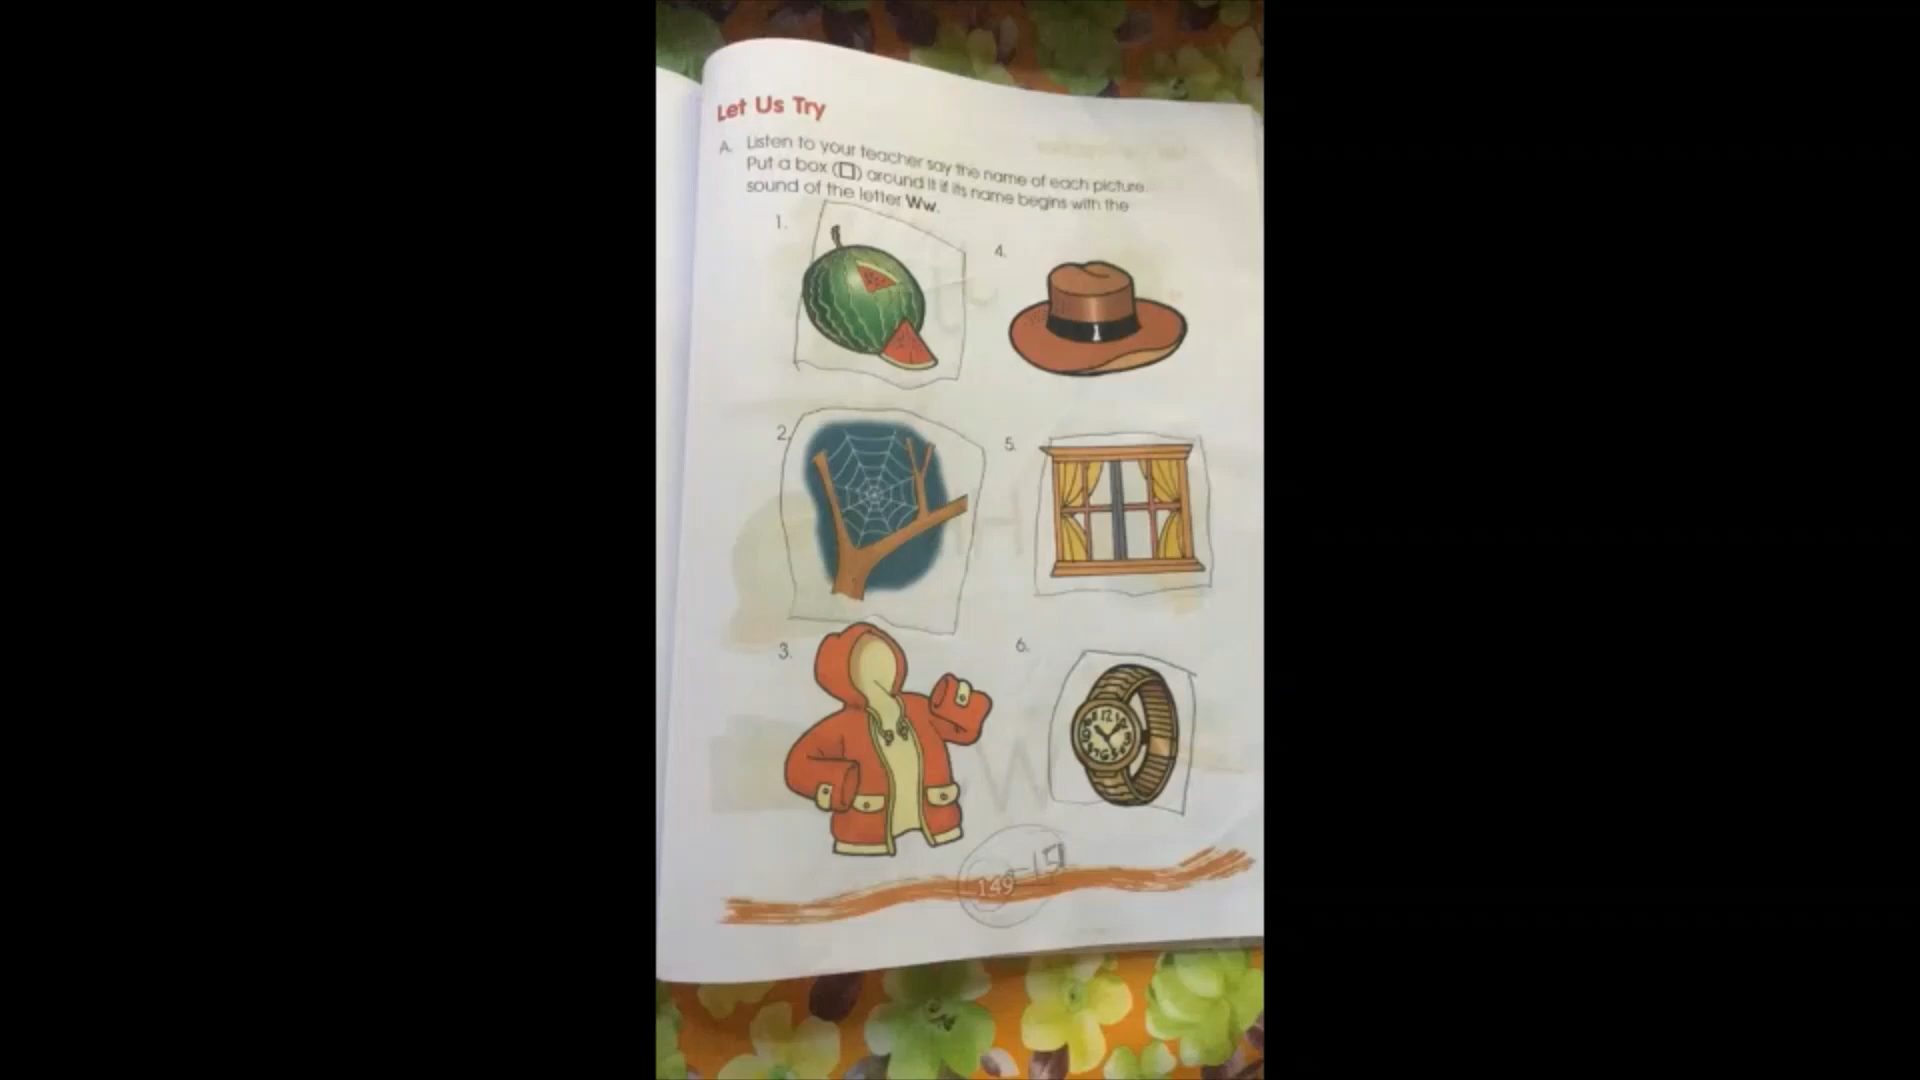 Let Us Try
A. Listen to your teacher say the name of each picture.
Put a box (□) around it if its name begins with the
sound of the letter Ww.
1.
4.
2.
5.
3.
6.
149-15